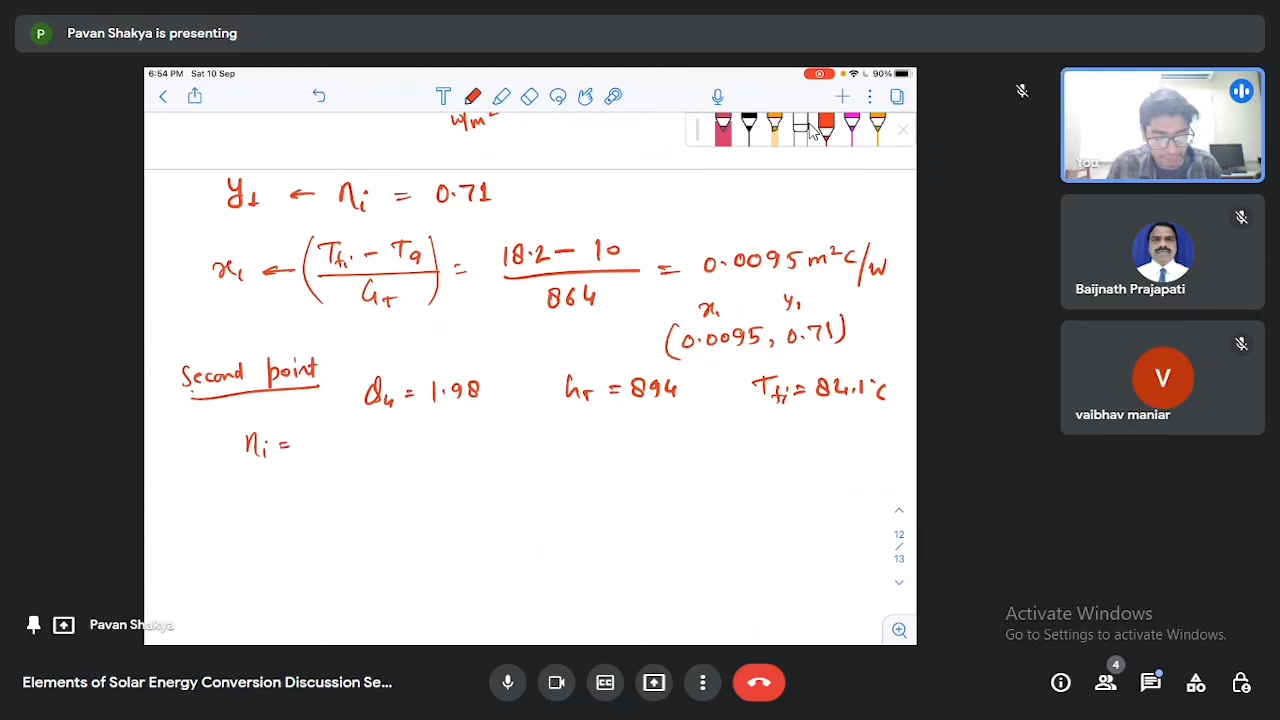 P Pavan Shakya is presenting
6:54 PM Sat 10 Sep
90%
T
W/m²
y₁ ← ηi = 0.71
x₁ ← (Tfi - Ta / GT) = 18.2 - 10 / 864 = 0.0095 m²C/W
x₁ y₁
(0.0095, 0.71)
Second point Qu = 1.98 GT = 894 Tfi = 84.1°C
ηi =
12
/
13
You
Baijnath Prajapati
V
vaibhav maniar
Pavan Shakya
Activate Windows
Go to Settings to activate Windows.
Elements of Solar Energy Conversion Discussion Se...
4